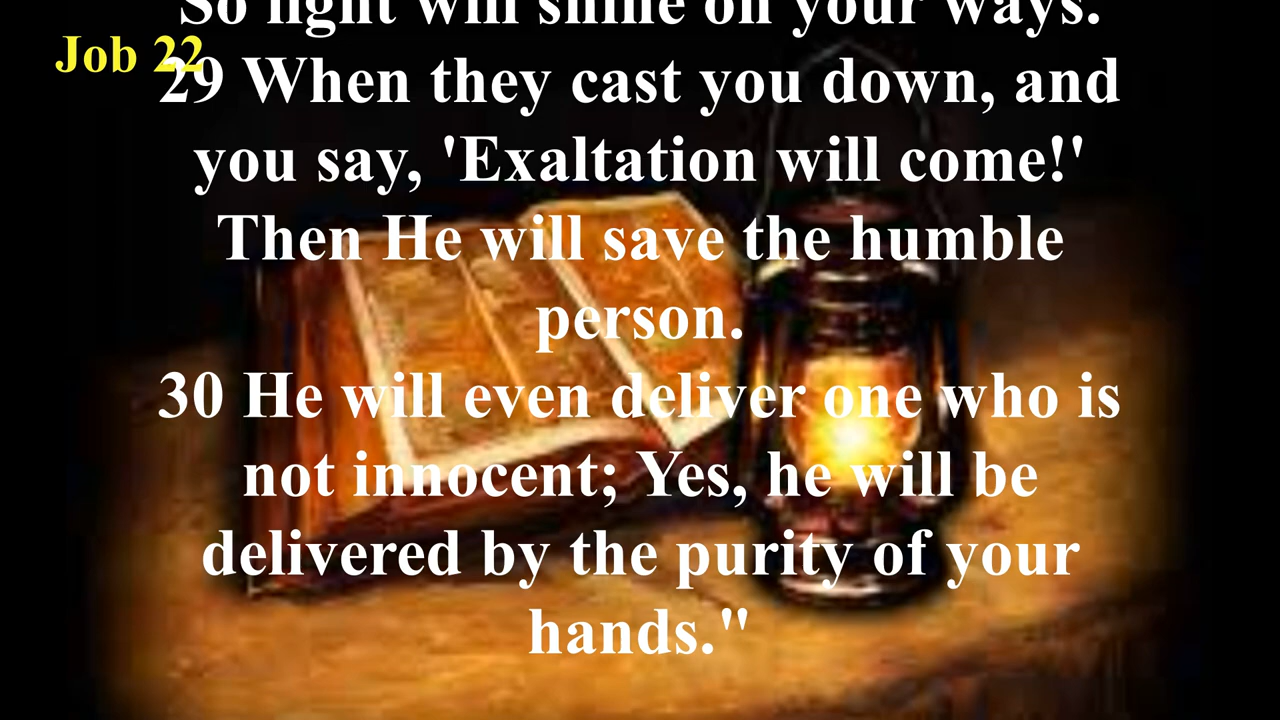 So light will shine on your ways.
Job 22
29 When they cast you down, and
you say, 'Exaltation will come!'
Then He will save the humble
person.
30 He will even deliver one who is
not innocent; Yes, he will be
delivered by the purity of your
hands."